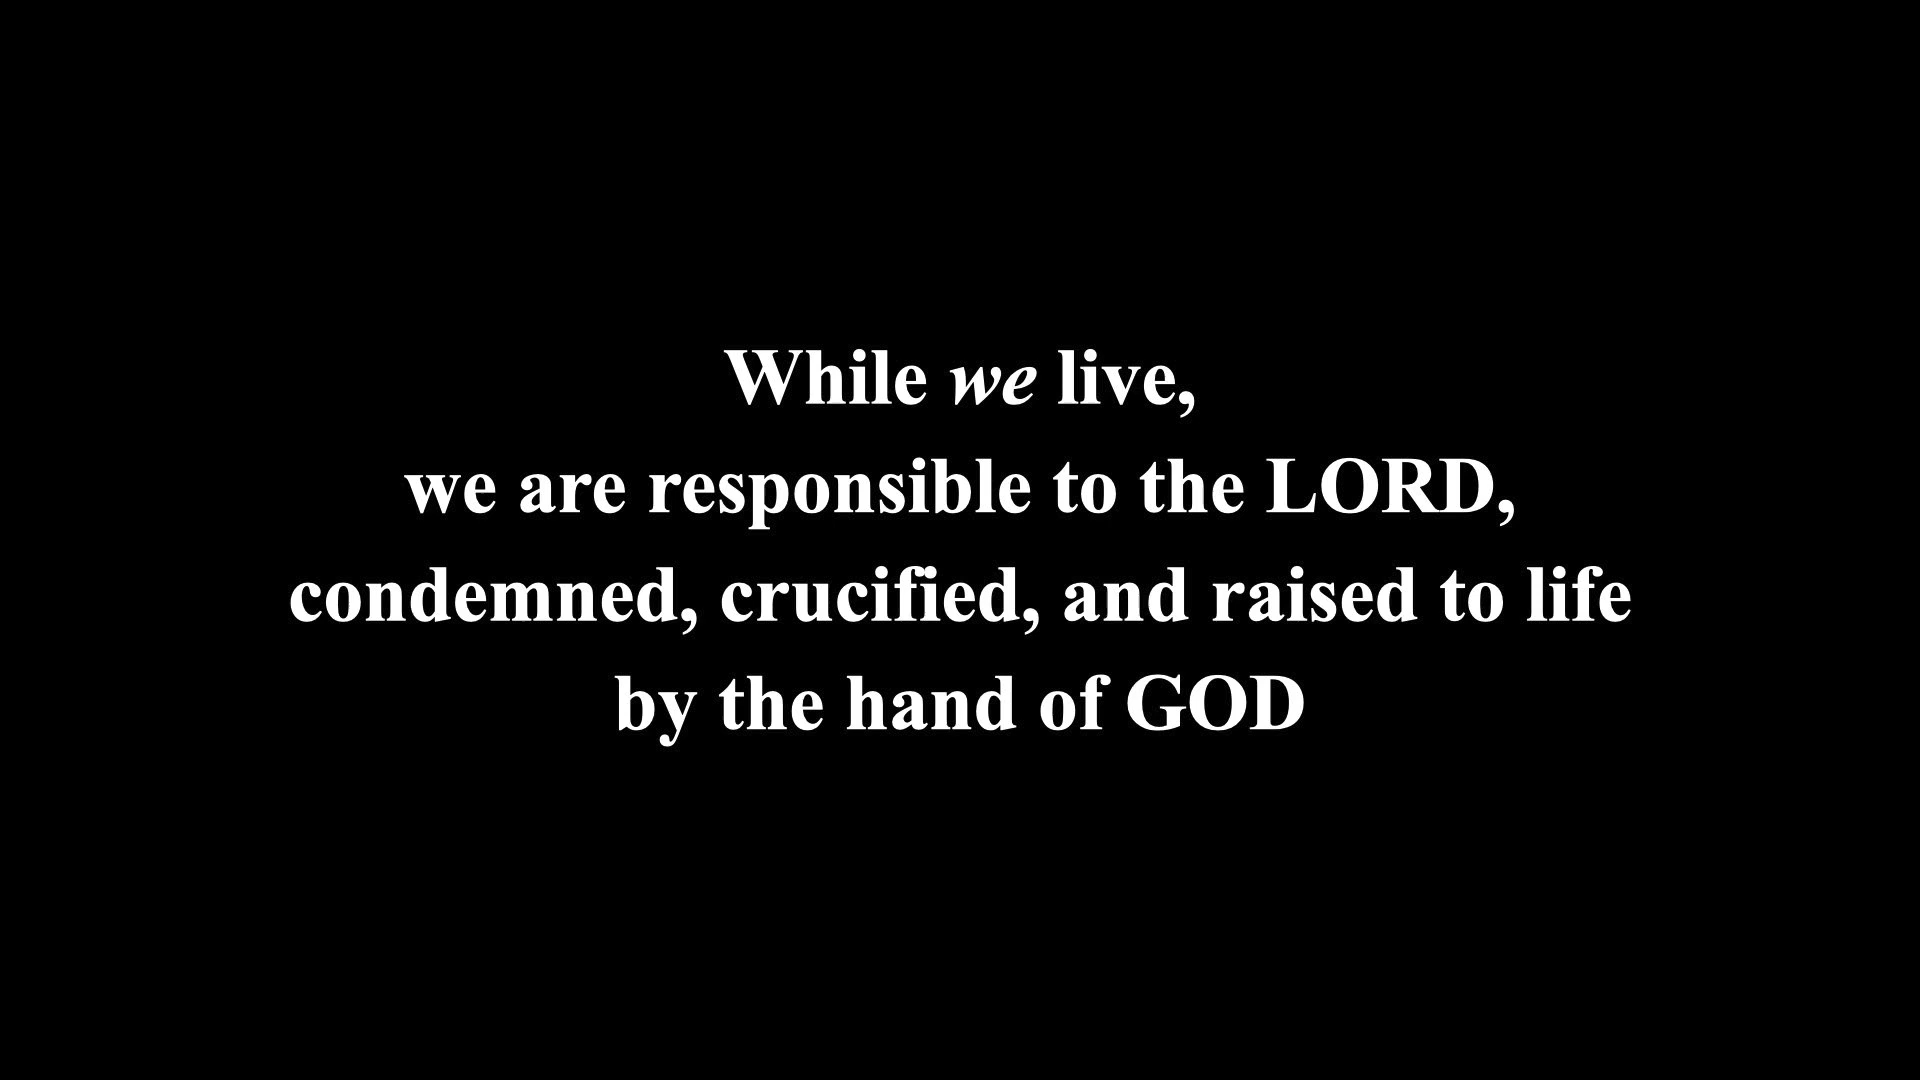 While we live,
we are responsible to the LORD,
condemned, crucified, and raised to life
by the hand of GOD